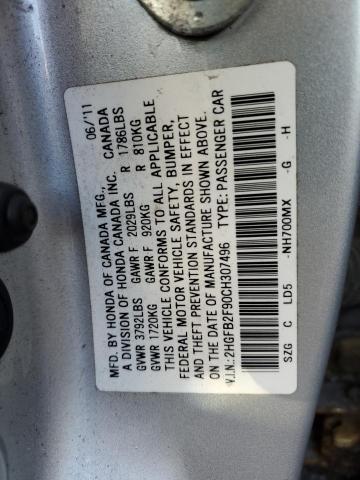 MFD. BY HONDA OF CANADA MFG., 06/'11
A DIVISION OF HONDA CANADA INC. CANADA
GVWR 3792LBS GAWR F 2029LBS R 1786LBS
GVWR 1720KG GAWR F 920KG R 810KG
THIS VEHICLE CONFORMS TO ALL APPLICABLE
FEDERAL MOTOR VEHICLE SAFETY, BUMPER,
AND THEFT PREVENTION STANDARDS IN EFFECT
ON THE DATE OF MANUFACTURE SHOWN ABOVE.
V.I.N.: 2HGFB2F90CH307496 TYPE: PASSENGER CAR
SZG C LD5 -NH700MX -G -H